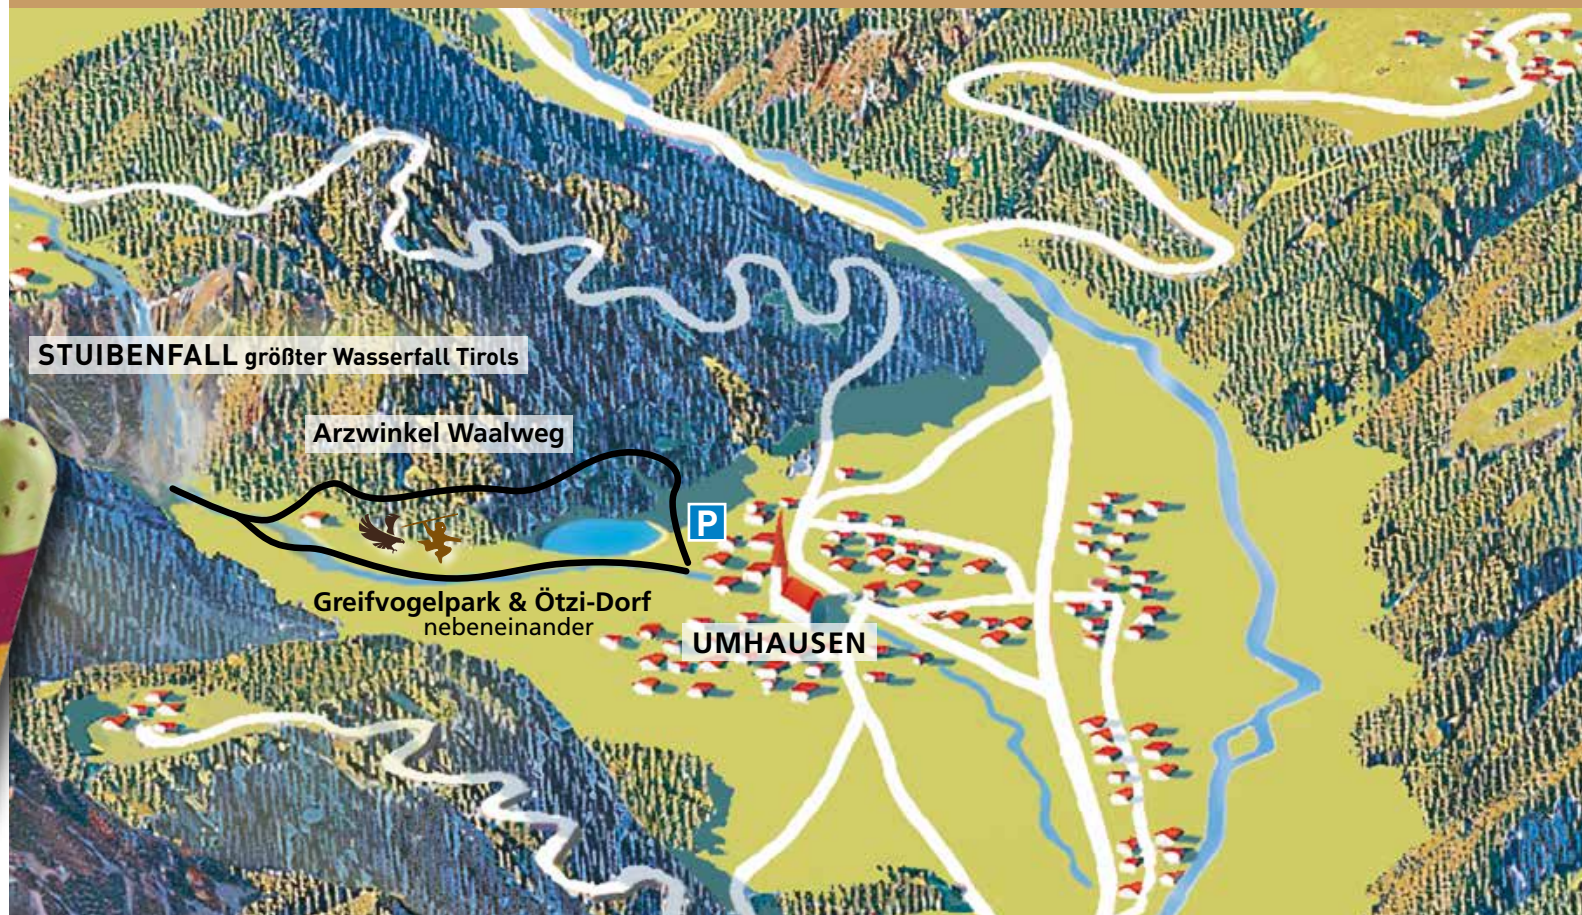 STUIBENFALL größter Wasserfall Tirols
Arzwinkel Waalweg
P
Greifvogelpark & Ötzi-Dorf
nebeneinander
UMHAUSEN